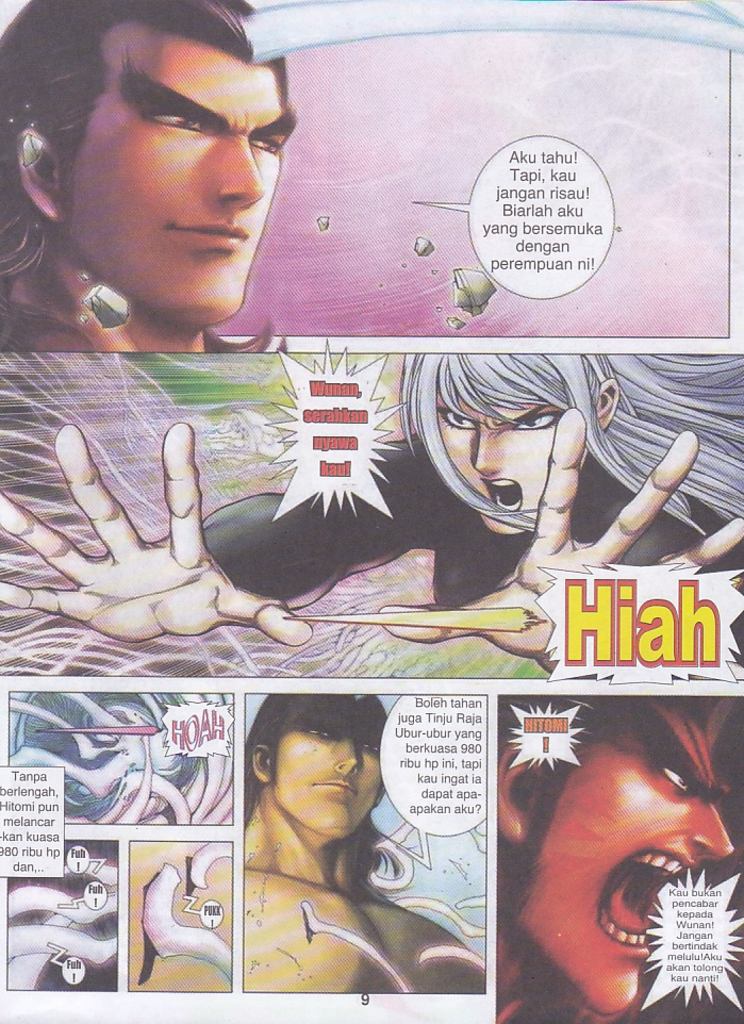 Aku tahu!
Tapi, kau
jangan risau!
Biarlah aku
yang bersemuka
dengan
perempuan ni!
Wunan,
serahkan
nyawa
kau!
Hiah
HOAH
Tanpa
berlengah,
Hitomi pun
melancar
-kan kuasa
980 ribu hp
dan,..
Fuh
!
Fuh
!
Fuh
!
PUKK
!
Boleh tahan
juga Tinju Raja
Ubur-ubur yang
berkuasa 980
ribu hp ini, tapi
kau ingat ia
dapat apa-
apakan aku?
HITOMI
!
Kau bukan
pencabar
kepada
Wunan!
Jangan
bertindak
melulu!Aku
akan tolong
kau nanti!
9